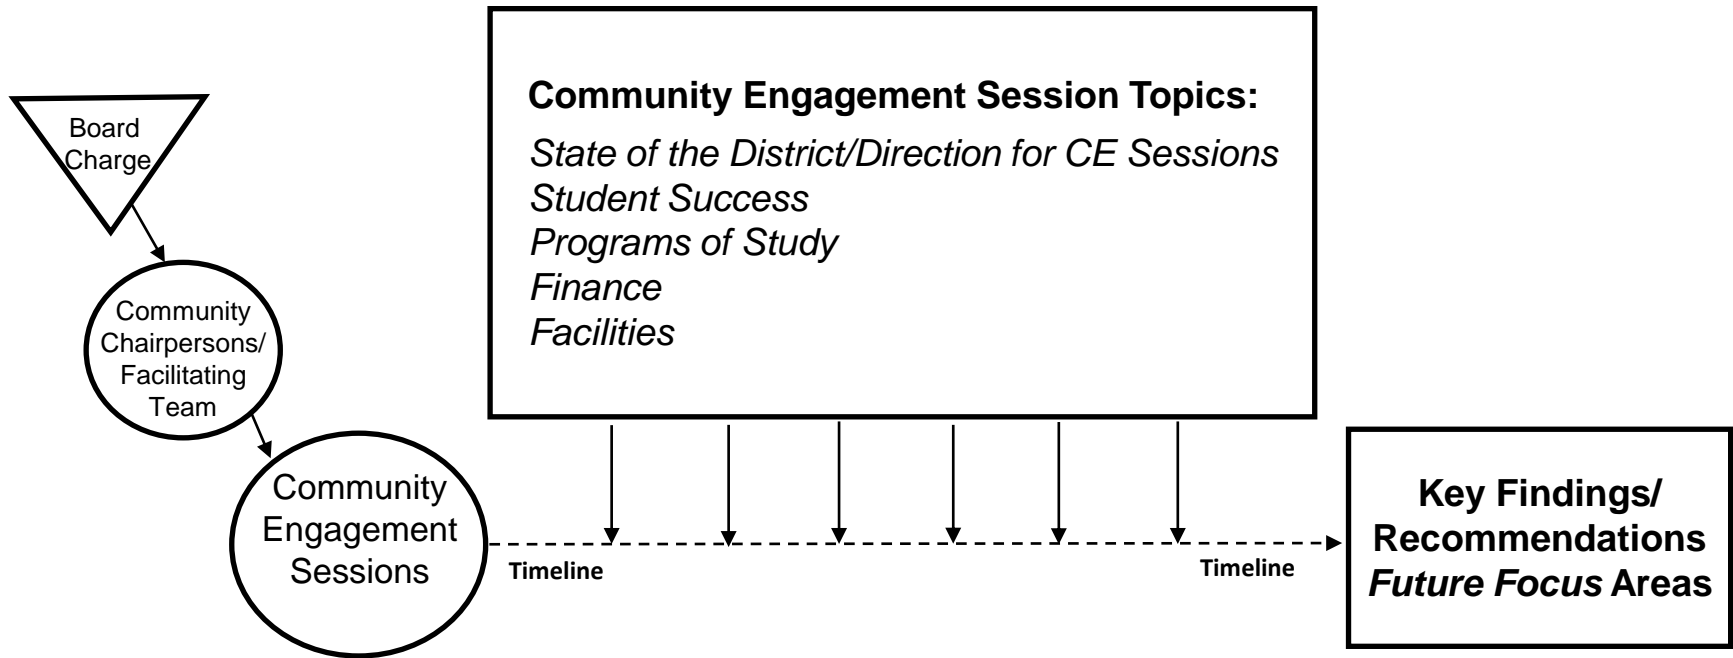 Board
Charge
Community
Chairpersons/
Facilitating
Team
Community
Engagement
Sessions
Community Engagement Session Topics:
State of the District/Direction for CE Sessions
Student Success
Programs of Study
Finance
Facilities
Timeline
Timeline
Key Findings/
Recommendations
Future Focus Areas